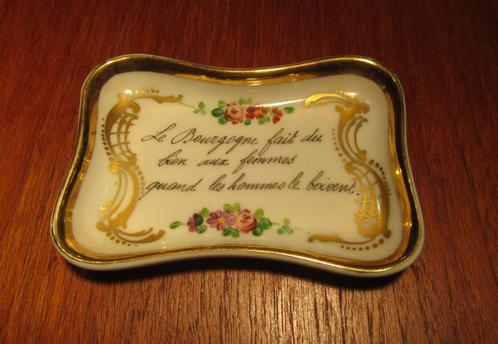 Le Bourgogne fait du
bien aux femmes
quand les hommes le boivent.